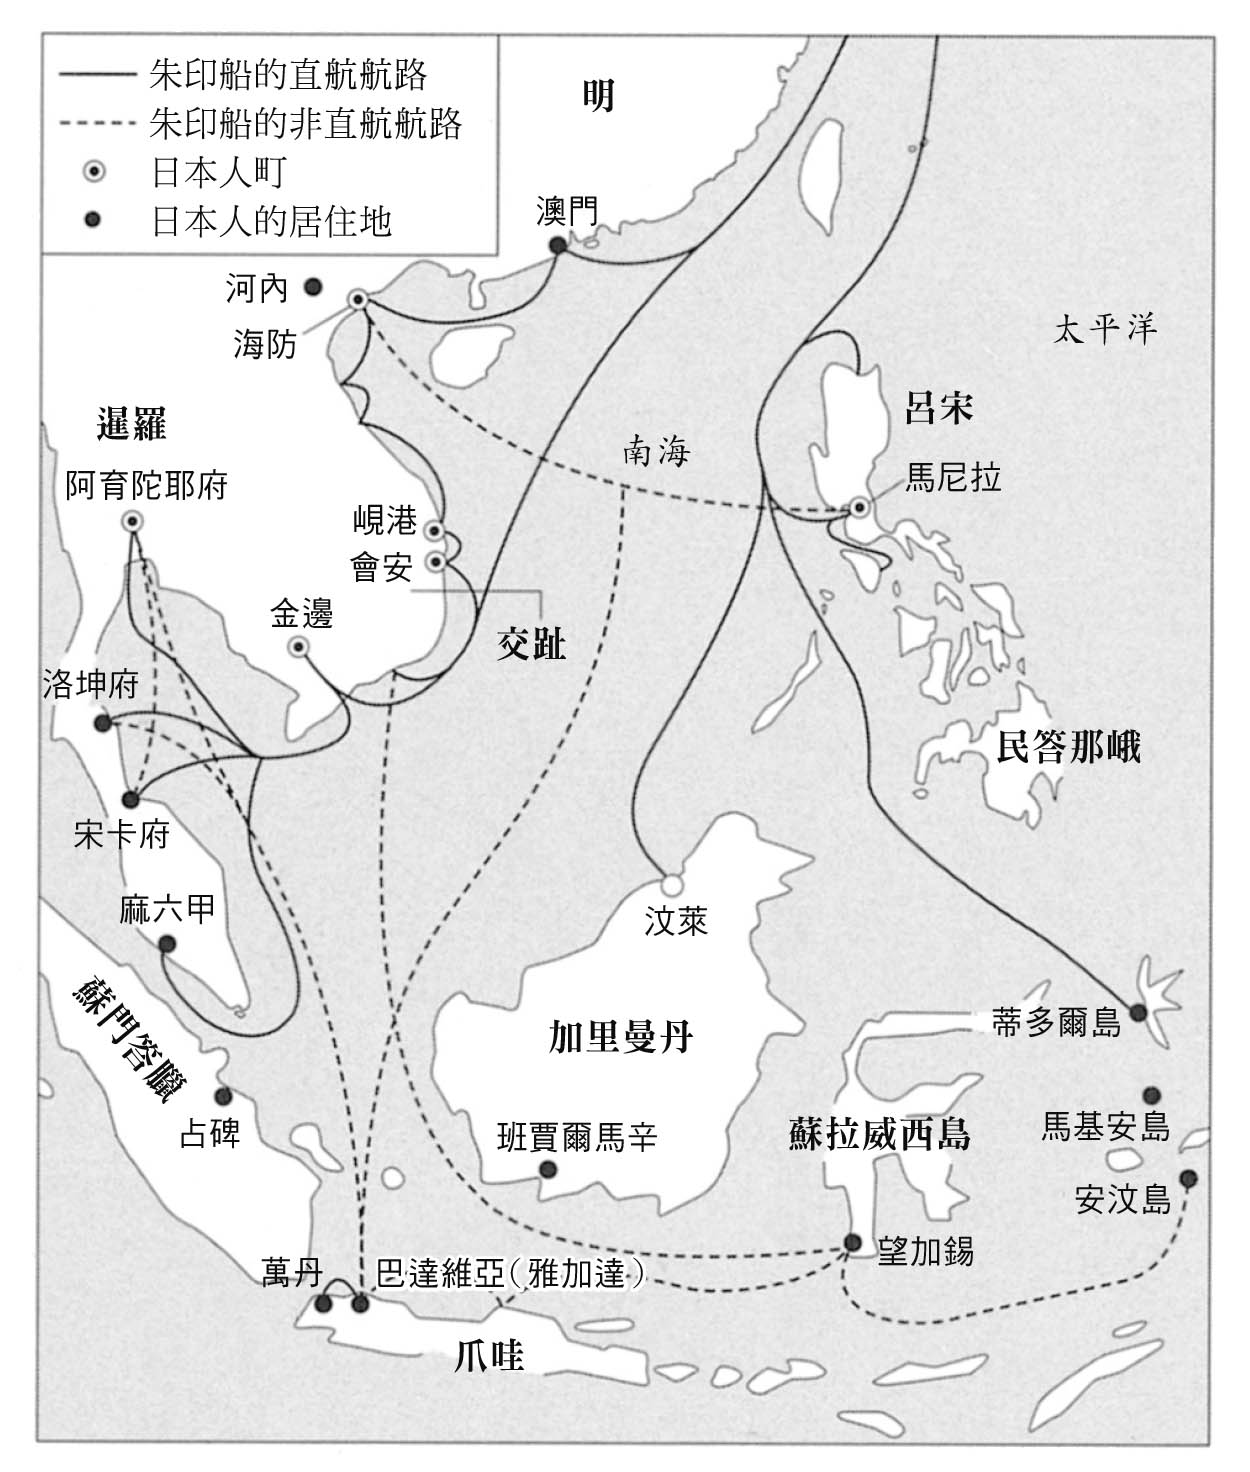 朱印船的直航航路
朱印船的非直航航路
日本人町
日本人的居住地
明
澳門
河內
海防
太平洋
暹羅
呂宋
南海
阿育陀耶府
馬尼拉
峴港
會安
金邊
交趾
洛坤府
民答那峨
宋卡府
麻六甲
汶萊
蘇門答臘
加里曼丹
蒂多爾島
占碑
班賈爾馬辛
蘇拉威西島
馬基安島
安汶島
望加錫
萬丹
巴達維亞(雅加達)
爪哇